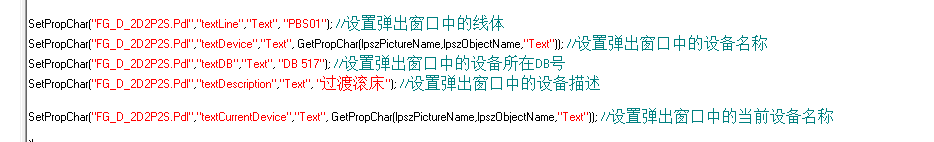 SetPropChar("FG_D_2D2P2S.Pdl","textLine","Text", "PBS01"); //设置弹出窗口中的线体
SetPropChar("FG_D_2D2P2S.Pdl","textDevice","Text", GetPropChar(lpszPictureName,lpszObjectName,"Text")); //设置弹出窗口中的设备名称
SetPropChar("FG_D_2D2P2S.Pdl","textDB","Text", "DB 517"); //设置弹出窗口中的设备所在DB号
SetPropChar("FG_D_2D2P2S.Pdl","textDescription","Text", "过渡滚床"); //设置弹出窗口中的设备描述
SetPropChar("FG_D_2D2P2S.Pdl","textCurrentDevice","Text", GetPropChar(lpszPictureName,lpszObjectName,"Text")); //设置弹出窗口中的当前设备名称